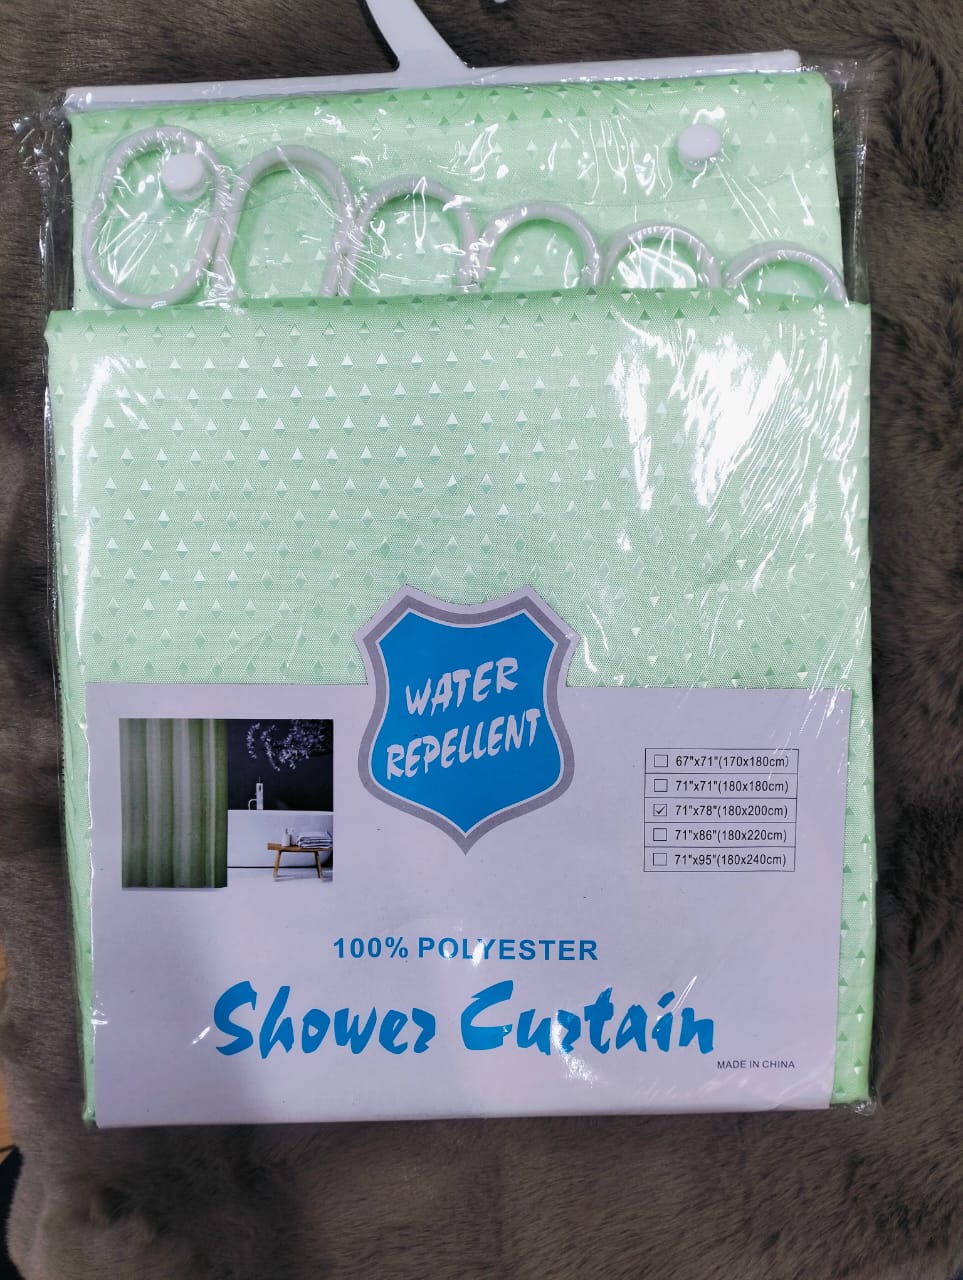 WATER
REPELLENT
67"x71"(170x180cm)
71"x71"(180x180cm)
71"x78"(180x200cm)
71"x86"(180x220cm)
71"x95"(180x240cm)
100% POLYESTER
Shower Curtain
MADE IN CHINA